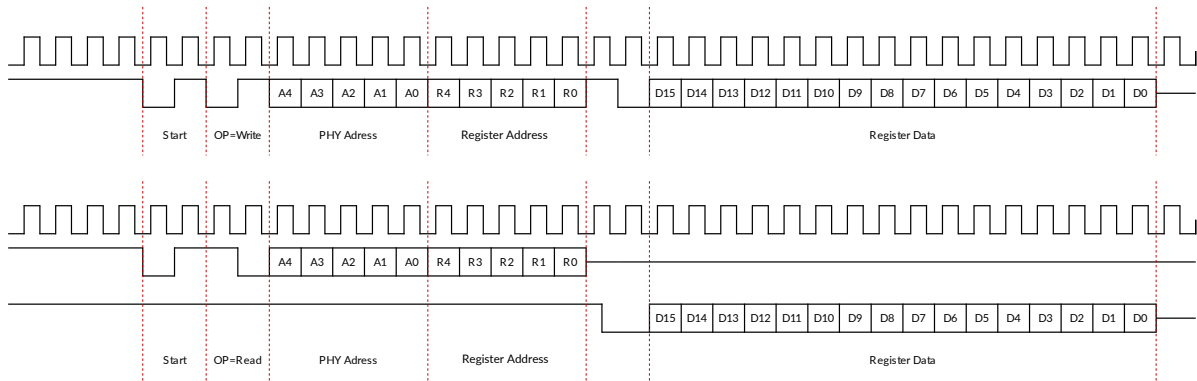 A4 A3 A2 A1 A0 R4 R3 R2 R1 R0 D15 D14 D13 D12 D11 D10 D9 D8 D7 D6 D5 D4 D3 D2 D1 D0
Start OP=Write PHY Adress Register Address Register Data
A4 A3 A2 A1 A0 R4 R3 R2 R1 R0
D15 D14 D13 D12 D11 D10 D9 D8 D7 D6 D5 D4 D3 D2 D1 D0
Start OP=Read PHY Adress Register Address Register Data